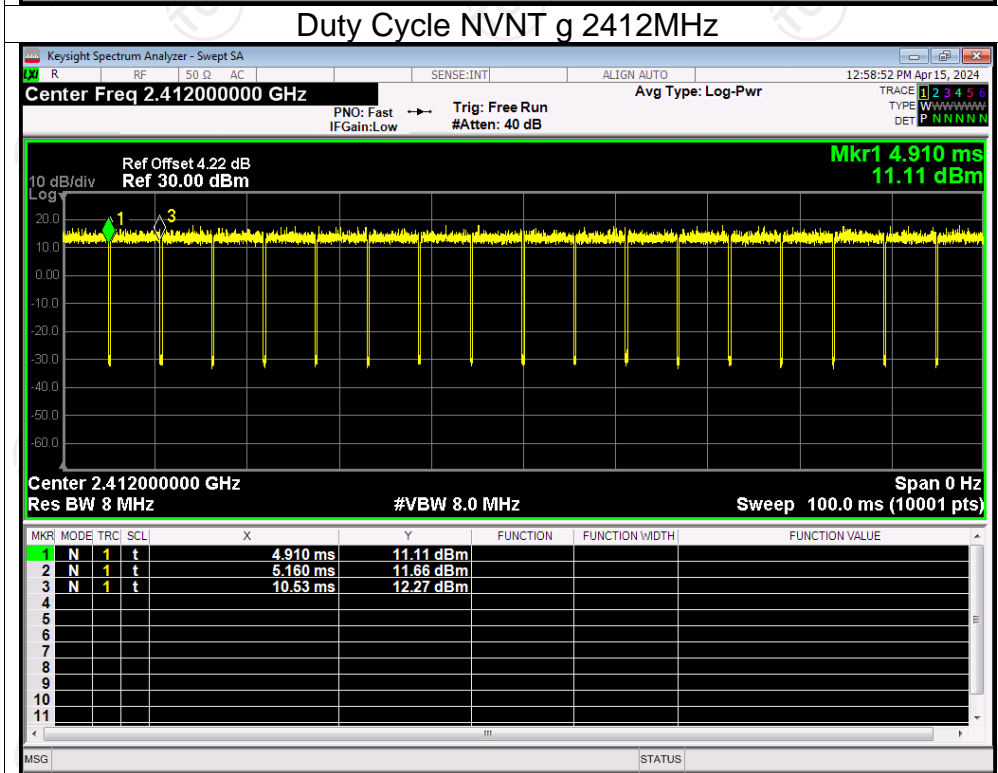 Duty Cycle NVNT g 2412MHz
Keysight Spectrum Analyzer - Swept SA
LXI R RF 50 Ω AC SENSE:INT ALIGN AUTO 12:58:52 PM Apr 15, 2024
Center Freq 2.412000000 GHz Avg Type: Log-Pwr TRACE 1 2 3 4 5 6
PNO: Fast Trig: Free Run TYPE WWWWWW
IFGain:Low #Atten: 40 dB DET P N N N N N
Mkr1 4.910 ms
11.11 dBm
Ref Offset 4.22 dB
10 dB/div Ref 30.00 dBm
Log
20.0
10.0
0.00
-10.0
-20.0
-30.0
-40.0
-50.0
-60.0
1
3
Center 2.412000000 GHz Span 0 Hz
Res BW 8 MHz #VBW 8.0 MHz Sweep 100.0 ms (10001 pts)
MKR MODE TRC SCL X Y FUNCTION FUNCTION WIDTH FUNCTION VALUE
1 N 1 t 4.910 ms 11.11 dBm
2 N 1 t 5.160 ms 11.66 dBm
3 N 1 t 10.53 ms 12.27 dBm
4
5
6
7
8
9
10
11
MSG STATUS